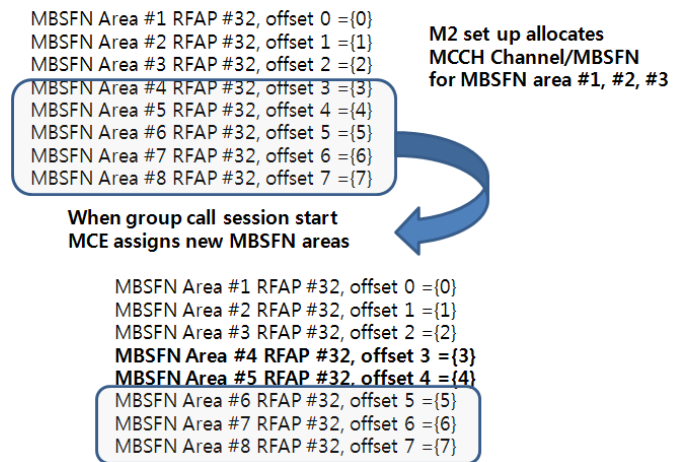 MBSFN Area #1 RFAP #32, offset 0 ={0}
MBSFN Area #2 RFAP #32, offset 1 ={1}
MBSFN Area #3 RFAP #32, offset 2 ={2}
MBSFN Area #4 RFAP #32, offset 3 ={3}
MBSFN Area #5 RFAP #32, offset 4 ={4}
MBSFN Area #6 RFAP #32, offset 5 ={5}
MBSFN Area #7 RFAP #32, offset 6 ={6}
MBSFN Area #8 RFAP #32, offset 7 ={7}
M2 set up allocates
MCCH Channel/MBSFN
for MBSFN area #1, #2, #3
When group call session start
MCE assigns new MBSFN areas
MBSFN Area #1 RFAP #32, offset 0 ={0}
MBSFN Area #2 RFAP #32, offset 1 ={1}
MBSFN Area #3 RFAP #32, offset 2 ={2}
MBSFN Area #4 RFAP #32, offset 3 ={3}
MBSFN Area #5 RFAP #32, offset 4 ={4}
MBSFN Area #6 RFAP #32, offset 5 ={5}
MBSFN Area #7 RFAP #32, offset 6 ={6}
MBSFN Area #8 RFAP #32, offset 7 ={7}